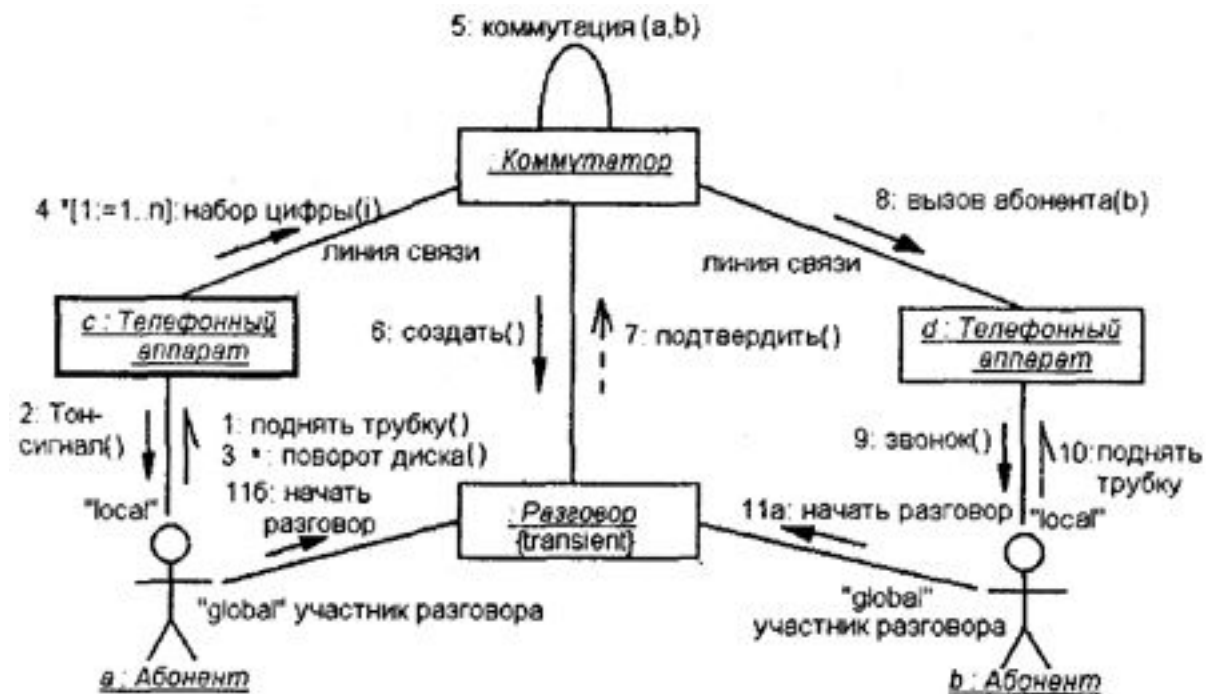 5: коммутация (a,b)
: Коммутатор
4 *[1:=1..n]: набор цифры(i)
8: вызов абонента(b)
линия связи
линия связи
c : Телефонный
аппарат
6: создать()
7: подтвердить()
d : Телефонный
аппарат
2: Тон-
сигнал()
1: поднять трубку()
3 *: поворот диска()
9: звонок()
10: поднять
трубку
11б: начать
разговор
"local"
: Разговор
{transient}
11а: начать разговор
"local"
"global" участник разговора
"global"
участник разговора
a : Абонент
b : Абонент